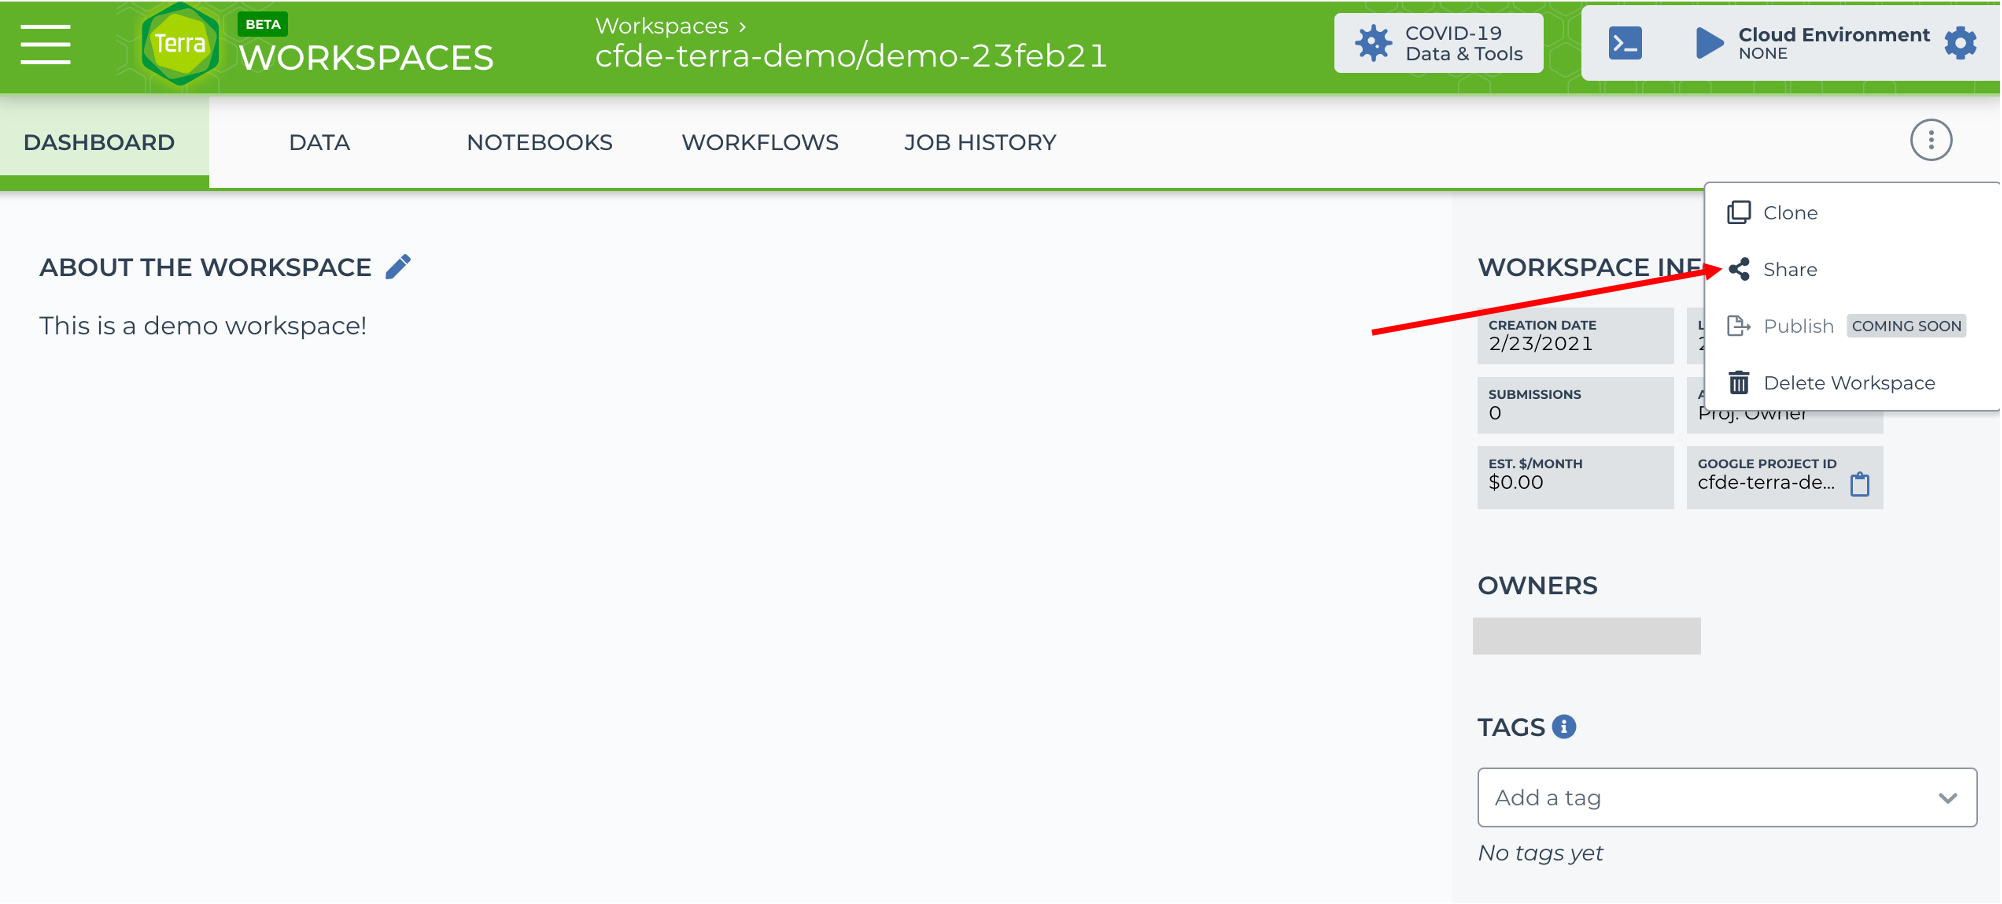 Terra
BETA
WORKSPACES
Workspaces ›
cfde-terra-demo/demo-23feb21
COVID-19
Data & Tools
Cloud Environment
NONE
DASHBOARD
DATA
NOTEBOOKS
WORKFLOWS
JOB HISTORY
Clone
Share
Publish COMING SOON
Delete Workspace
ABOUT THE WORKSPACE
This is a demo workspace!
WORKSPACE INF
CREATION DATE
2/23/2021
L
2
SUBMISSIONS
0
A
Proj. Owner
EST. $/MONTH
$0.00
GOOGLE PROJECT ID
cfde-terra-de...
OWNERS
TAGS
Add a tag
No tags yet